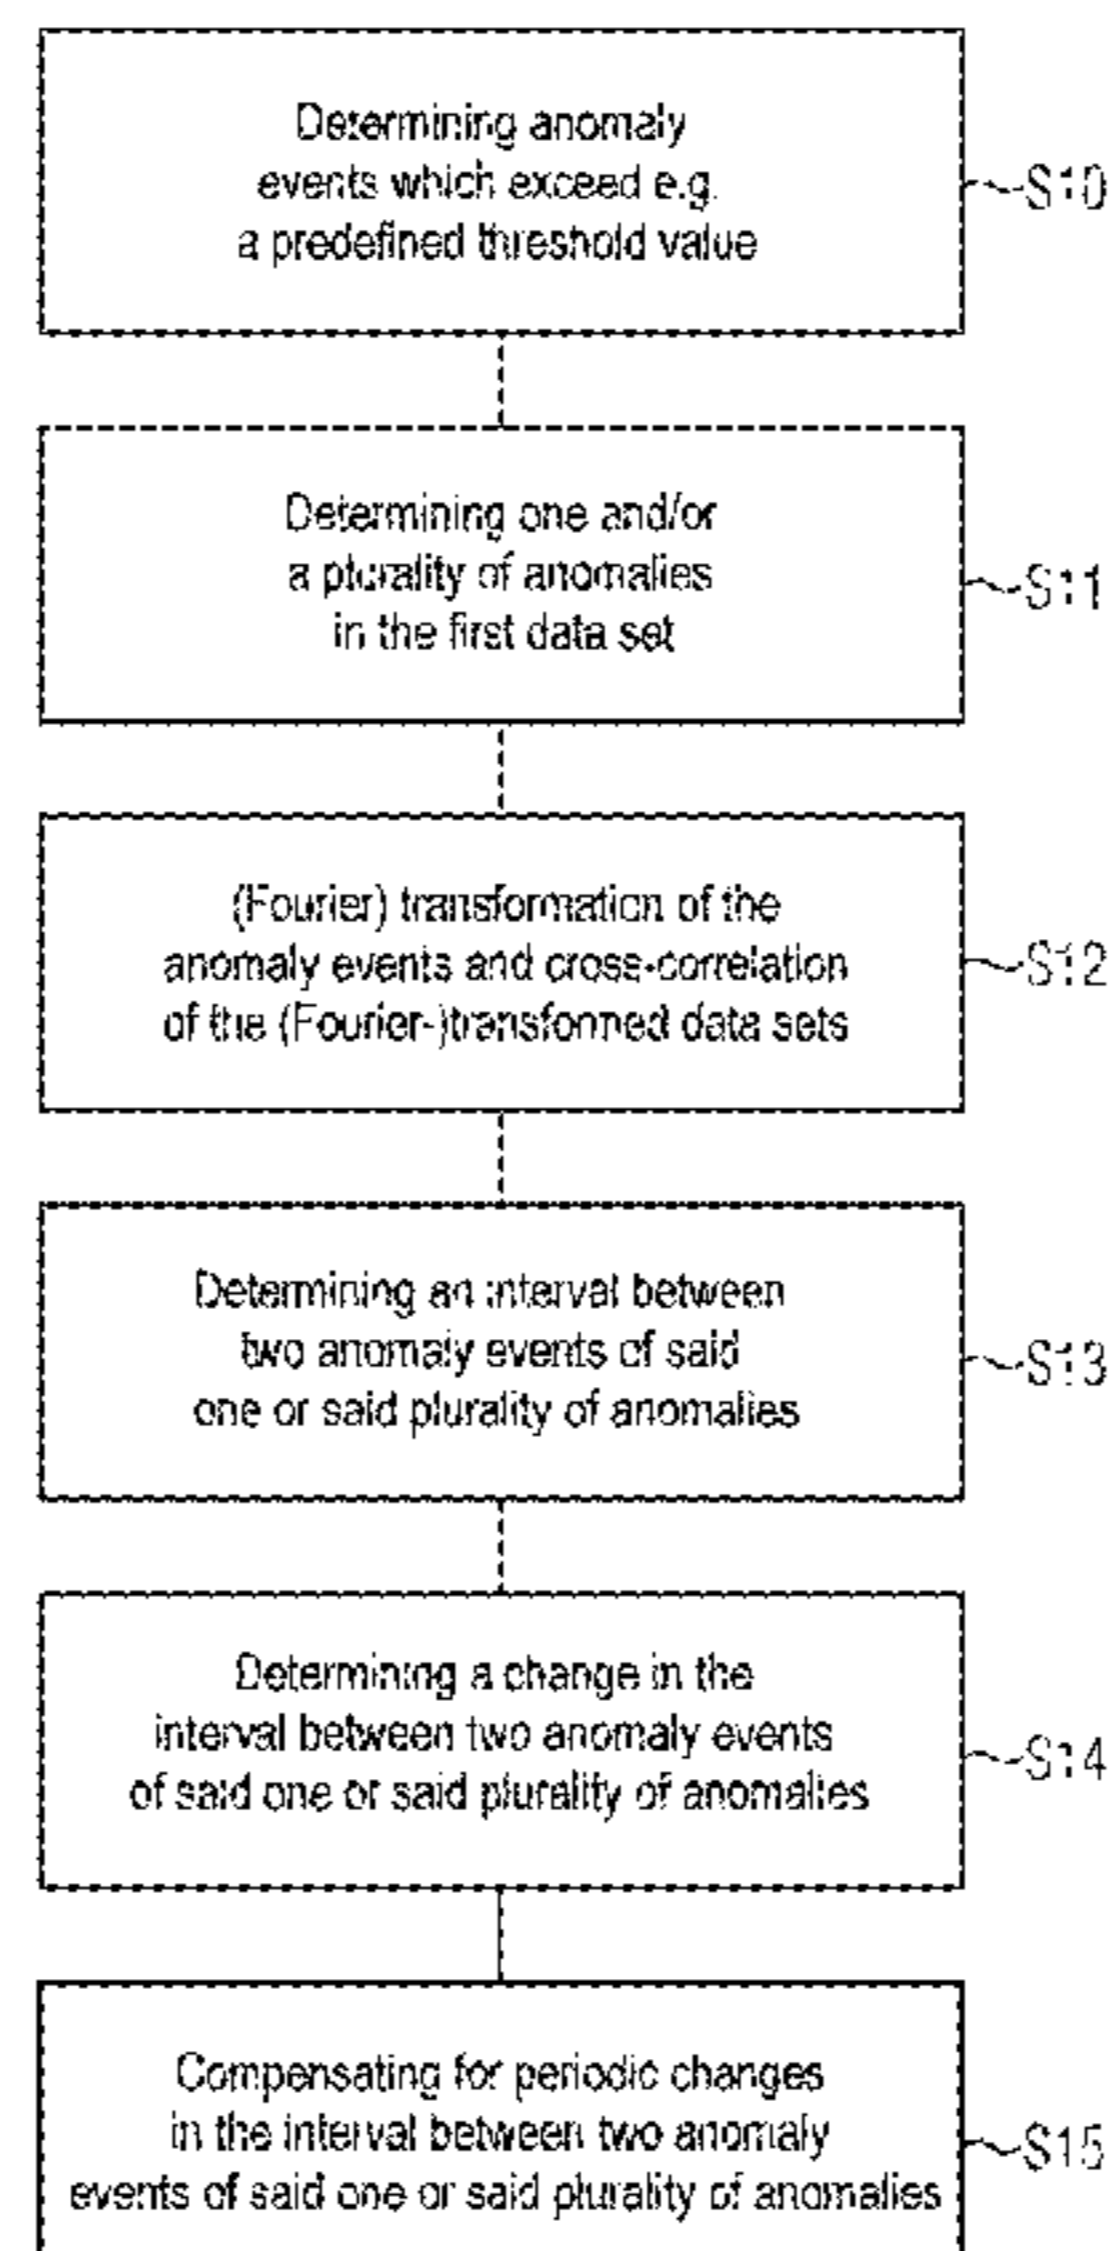 Determining anomaly
events which exceed e.g.
a predefined threshold value
S10
Determining one and/or
a plurality of anomalies
in the first data set
S11
(Fourier) transformation of the
anomaly events and cross-correlation
of the (Fourier-)transformed data sets
S12
Determining an interval between
two anomaly events of said
one or said plurality of anomalies
S13
Determining a change in the
interval between two anomaly events
of said one or said plurality of anomalies
S14
Compensating for periodic changes
in the interval between two anomaly
events of said one or said plurality of anomalies
S15